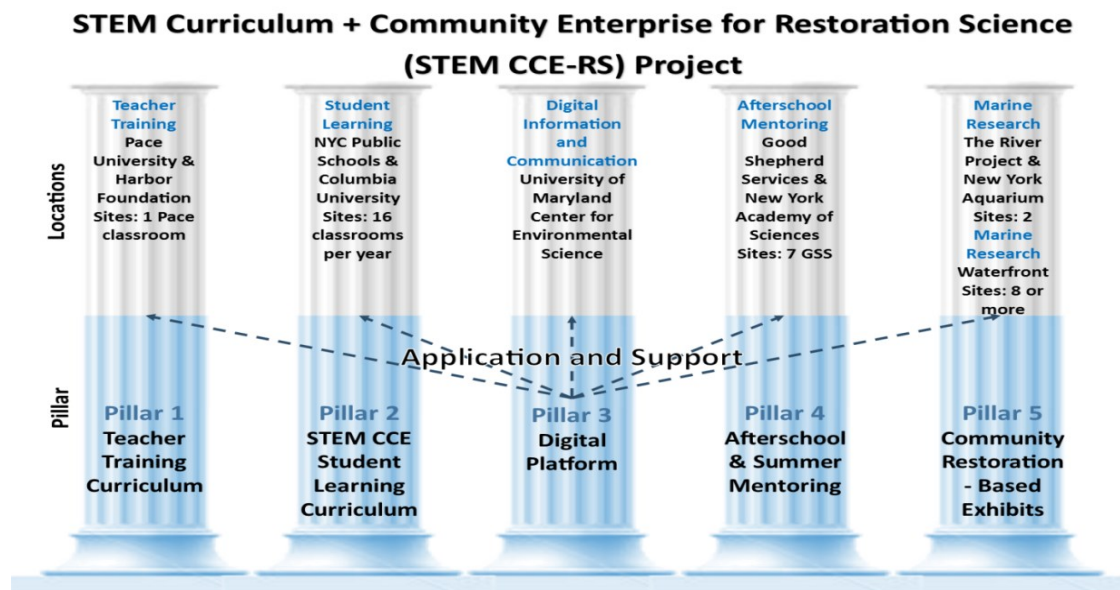 STEM Curriculum + Community Enterprise for Restoration Science
(STEM CCE-RS) Project
Locations
Teacher
Training
Pace
University &
Harbor
Foundation
Sites: 1 Pace
classroom
Student
Learning
NYC Public
Schools &
Columbia
University
Sites: 16
classrooms
per year
Digital
Information
and
Communication
University of
Maryland
Center for
Environmental
Science
Afterschool
Mentoring
Good
Shepherd
Services &
New York
Academy of
Sciences
Sites: 7 GSS
Marine
Research
The River
Project &
New York
Aquarium
Sites: 2
Marine
Research
Waterfront
Sites: 8 or
more
Application and Support
Pillar
Pillar 1
Teacher
Training
Curriculum
Pillar 2
STEM CCE
Student
Learning
Curriculum
Pillar 3
Digital
Platform
Pillar 4
Afterschool
& Summer
Mentoring
Pillar 5
Community
Restoration
- Based
Exhibits